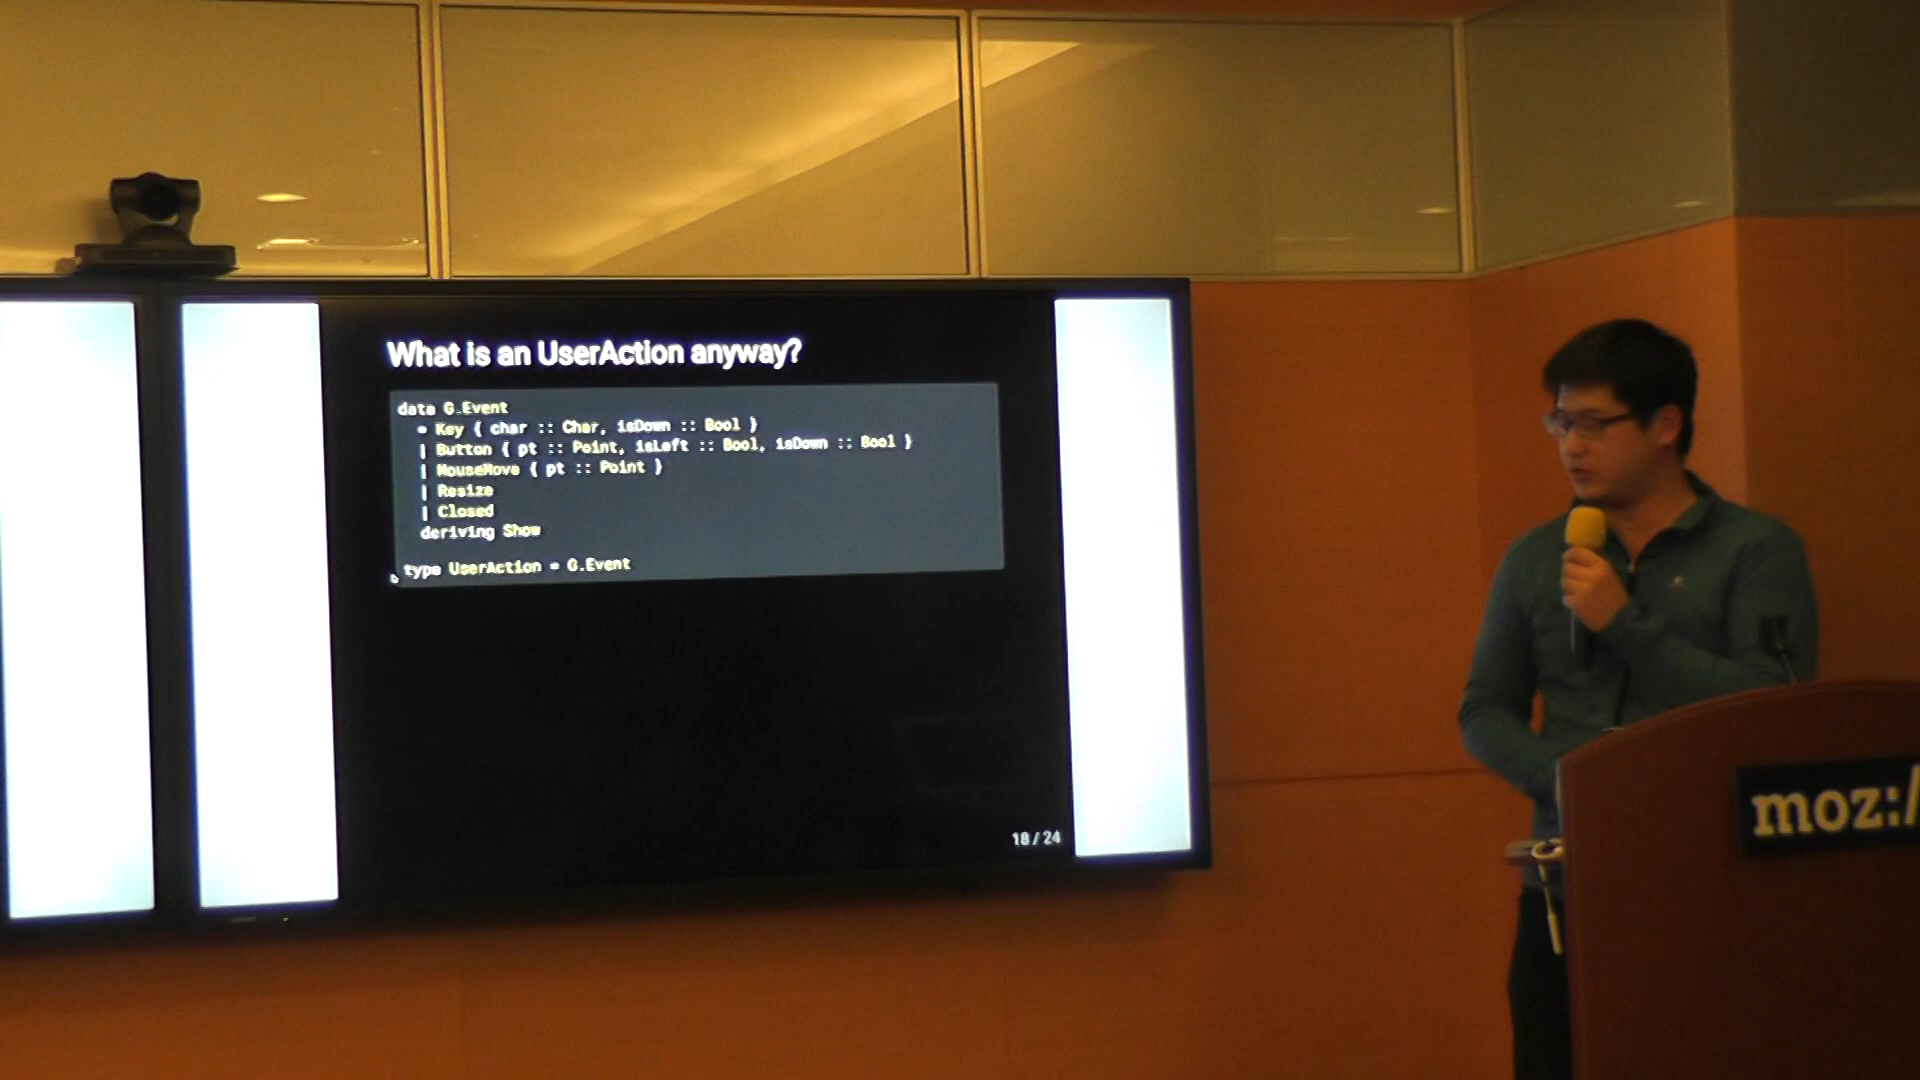 What is an UserAction anyway?
data G.Event
= Key { char :: Char, isDown :: Bool }
| Button { pt :: Point, isLeft :: Bool, isDown :: Bool }
| MouseMove { pt :: Point }
| Resize
| Closed
deriving Show
type UserAction = G.Event
18 / 24
moz:/